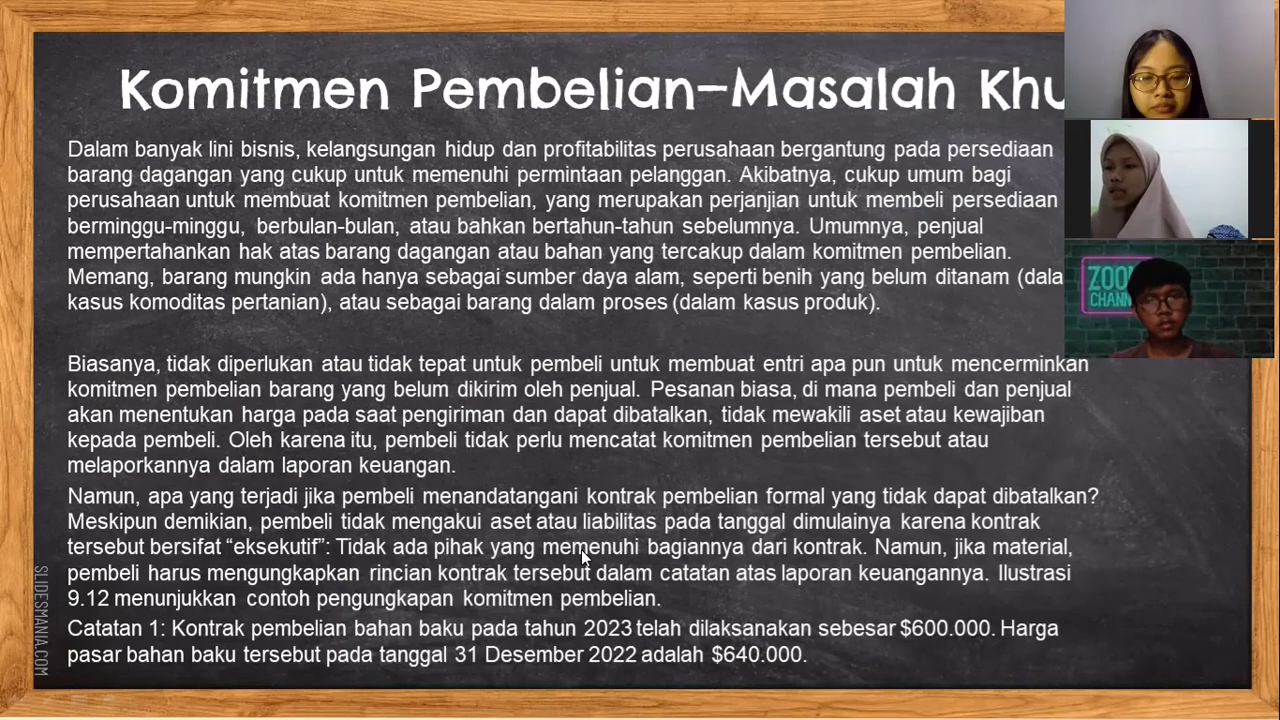 Komitmen Pembelian–Masalah Khu
Dalam banyak lini bisnis, kelangsungan hidup dan profitabilitas perusahaan bergantung pada persediaan
barang dagangan yang cukup untuk memenuhi permintaan pelanggan. Akibatnya, cukup umum bagi
perusahaan untuk membuat komitmen pembelian, yang merupakan perjanjian untuk membeli persediaan
berminggu-minggu, berbulan-bulan, atau bahkan bertahun-tahun sebelumnya. Umumnya, penjual
mempertahankan hak atas barang dagangan atau bahan yang tercakup dalam komitmen pembelian.
Memang, barang mungkin ada hanya sebagai sumber daya alam, seperti benih yang belum ditanam (dala
kasus komoditas pertanian), atau sebagai barang dalam proses (dalam kasus produk).
Biasanya, tidak diperlukan atau tidak tepat untuk pembeli untuk membuat entri apa pun untuk mencerminkan
komitmen pembelian barang yang belum dikirim oleh penjual. Pesanan biasa, di mana pembeli dan penjual
akan menentukan harga pada saat pengiriman dan dapat dibatalkan, tidak mewakili aset atau kewajiban
kepada pembeli. Oleh karena itu, pembeli tidak perlu mencatat komitmen pembelian tersebut atau
melaporkannya dalam laporan keuangan.
Namun, apa yang terjadi jika pembeli menandatangani kontrak pembelian formal yang tidak dapat dibatalkan?
Meskipun demikian, pembeli tidak mengakui aset atau liabilitas pada tanggal dimulainya karena kontrak
tersebut bersifat “eksekutif”: Tidak ada pihak yang memenuhi bagiannya dari kontrak. Namun, jika material,
pembeli harus mengungkapkan rincian kontrak tersebut dalam catatan atas laporan keuangannya. Ilustrasi
9.12 menunjukkan contoh pengungkapan komitmen pembelian.
Catatan 1: Kontrak pembelian bahan baku pada tahun 2023 telah dilaksanakan sebesar $600.000. Harga
pasar bahan baku tersebut pada tanggal 31 Desember 2022 adalah $640.000.
SLIDESMANIA.COM
ZOOM
CHANN